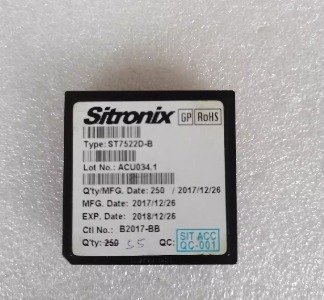 Sitronix GP RoHS
Type: ST7522D-B
Lot No.: ACU034.1
Q'ty/MFG. Date: 250 / 2017/12/26
MFG. Date: 2017/12/26
EXP. Date: 2018/12/26
Ctl No.: B2017-BB
Q'ty: 250 55 QC: SIT ACC
QC-001